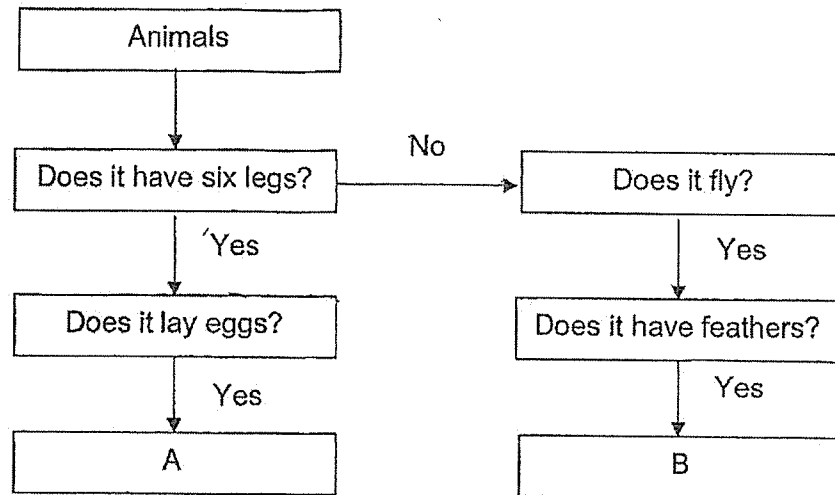 Animals
No
Does it have six legs?
Does it fly?
Yes
Yes
Does it lay eggs?
Does it have feathers?
Yes
Yes
A
B